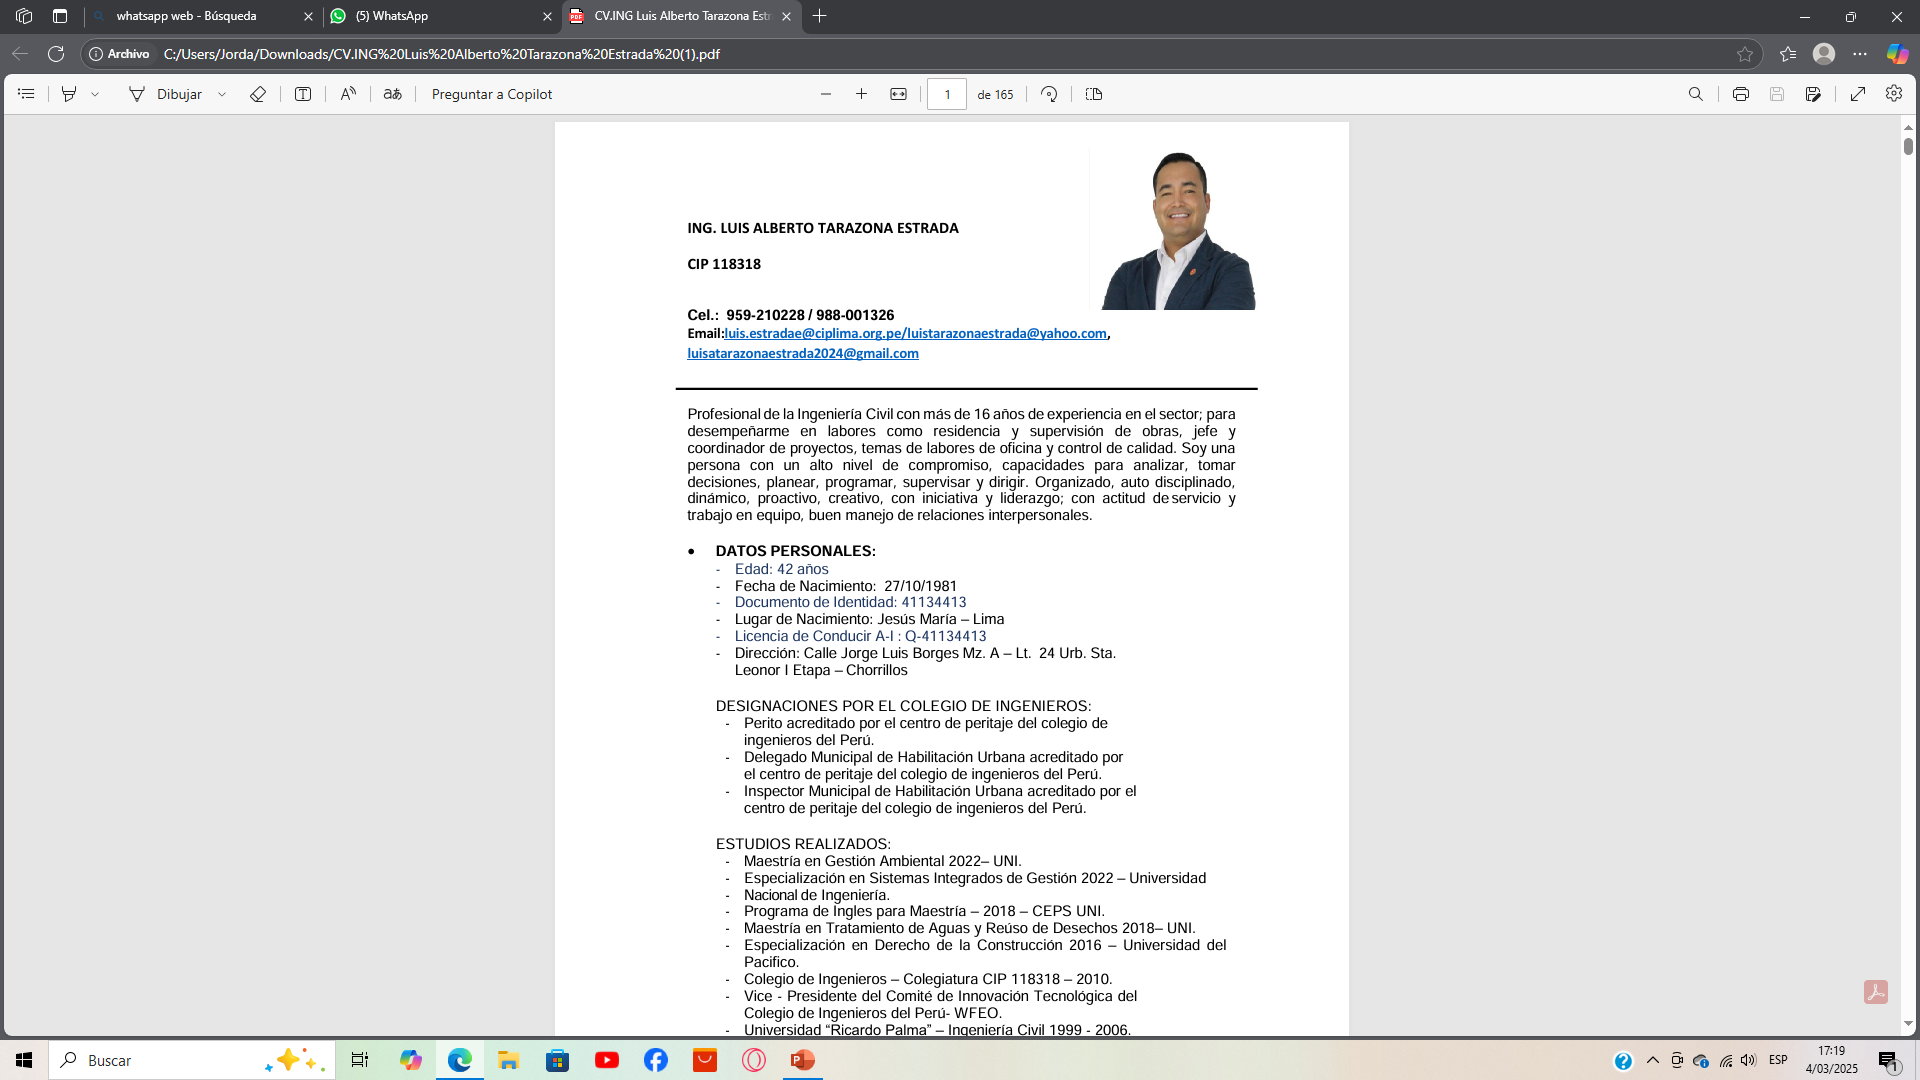 whatsapp web - Búsqueda
(5) WhatsApp
CV.ING Luis Alberto Tarazona Estr
Archivo
C:/Users/Jorda/Downloads/CV.ING%20Luis%20Alberto%20Tarazona%20Estrada%20(1).pdf
Dibujar
Preguntar a Copilot
1 de 165
ING. LUIS ALBERTO TARAZONA ESTRADA
CIP 118318
Cel.: 959-210228 / 988-001326
Email:luis.estradae@ciplima.org.pe/luistarazonaestrada@yahoo.com,
luisatarazonaestrada2024@gmail.com
Profesional de la Ingeniería Civil con más de 16 años de experiencia en el sector; para
desempeñarme en labores como residencia y supervisión de obras, jefe y
coordinador de proyectos, temas de labores de oficina y control de calidad. Soy una
persona con un alto nivel de compromiso, capacidades para analizar, tomar
decisiones, planear, programar, supervisar y dirigir. Organizado, auto disciplinado,
dinámico, proactivo, creativo, con iniciativa y liderazgo; con actitud de servicio y
trabajo en equipo, buen manejo de relaciones interpersonales.
• DATOS PERSONALES:
- Edad: 42 años
- Fecha de Nacimiento: 27/10/1981
- Documento de Identidad: 41134413
- Lugar de Nacimiento: Jesús María – Lima
- Licencia de Conducir A-I : Q-41134413
- Dirección: Calle Jorge Luis Borges Mz. A – Lt. 24 Urb. Sta.
Leonor I Etapa – Chorrillos
DESIGNACIONES POR EL COLEGIO DE INGENIEROS:
- Perito acreditado por el centro de peritaje del colegio de
ingenieros del Perú.
- Delegado Municipal de Habilitación Urbana acreditado por
el centro de peritaje del colegio de ingenieros del Perú.
- Inspector Municipal de Habilitación Urbana acreditado por el
centro de peritaje del colegio de ingenieros del Perú.
ESTUDIOS REALIZADOS:
- Maestría en Gestión Ambiental 2022– UNI.
- Especialización en Sistemas Integrados de Gestión 2022 – Universidad
- Nacional de Ingeniería.
- Programa de Ingles para Maestría – 2018 – CEPS UNI.
- Maestría en Tratamiento de Aguas y Reúso de Desechos 2018– UNI.
- Especialización en Derecho de la Construcción 2016 – Universidad del
Pacifico.
- Colegio de Ingenieros – Colegiatura CIP 118318 – 2010.
- Vice - Presidente del Comité de Innovación Tecnológica del
Colegio de Ingenieros del Perú- WFEO.
- Universidad “Ricardo Palma” – Ingeniería Civil 1999 - 2006.
Buscar
ESP
17:19
4/03/2025
1